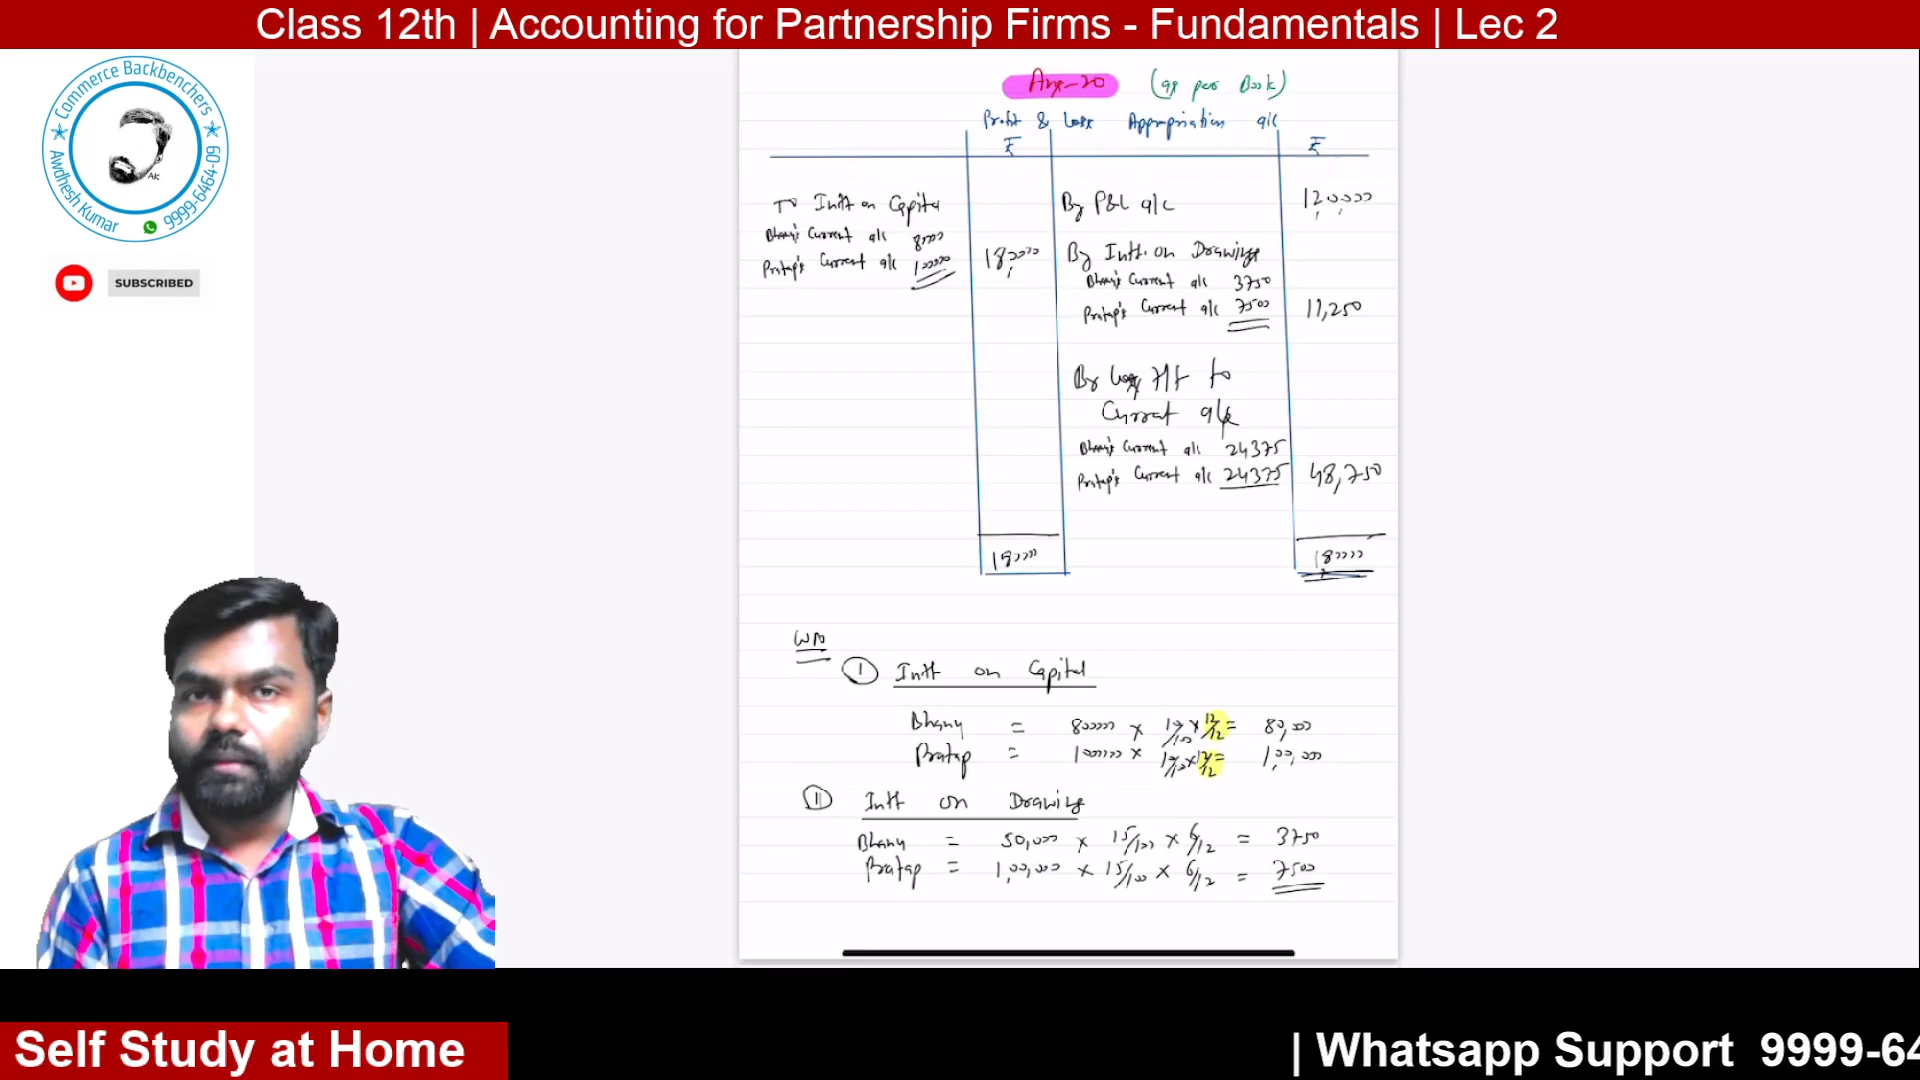 Class 12th | Accounting for Partnership Firms - Fundamentals | Lec 2
Commerce Backbenchers
Awdhesh Kumar
9999-6464-60
AK
SUBSCRIBED
Ans-20 (as per Book)
Profit & Loss Appropriation a/c
₹ ₹
To Intt on Capital
Bhanu's Current a/c 8000
Pratap's Current a/c 100000 180000
By P&L a/c 120000
By Intt. on Drawings
Bhanu's Current a/c 3750
Pratap's Current a/c 7500 11,250
By Loss t/f to
Current a/c
Bhanu's Current a/c 24375
Pratap's Current a/c 24375 48,750
180000 180000
WN
① Intt on Capital
Bhanu = 800000 × 10/100 × 12/12 = 80,000
Pratap = 1000000 × 10/100 × 12/12 = 1,00,000
② Intt on Drawing
Bhanu = 50,000 × 15/100 × 6/12 = 3750
Pratap = 1,00,000 × 15/100 × 6/12 = 7500
Self Study at Home
| Whatsapp Support 9999-64